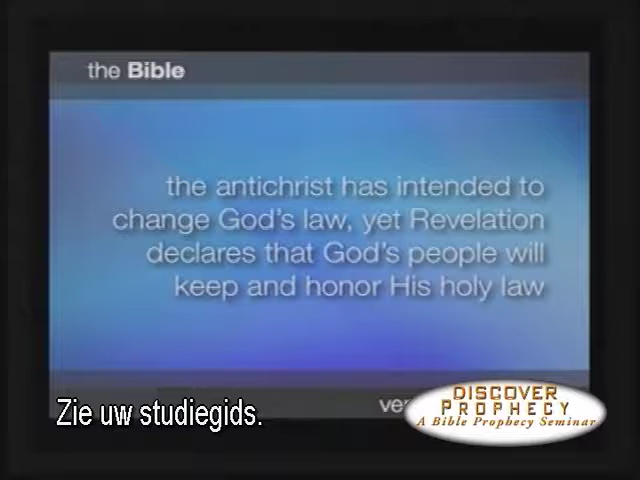 the Bible
the antichrist has intended to
change God's law, yet Revelation
declares that God's people will
keep and honor His holy law
Zie uw studiegids.
DISCOVER
PROPHECY
A Bible Prophecy Seminar